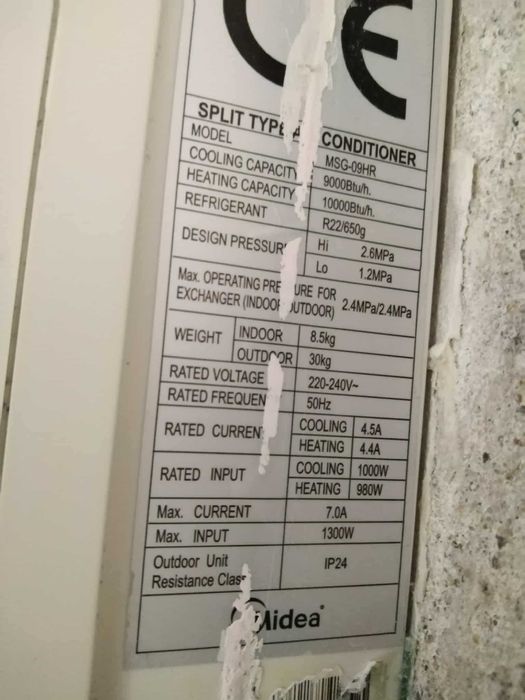 CE
SPLIT TYPE CONDITIONER
MODEL MSG-09HR
COOLING CAPACITY 9000Btu/h.
HEATING CAPACITY 10000Btu/h.
REFRIGERANT R22/650g
DESIGN PRESSUR Hi 2.6MPa
Lo 1.2MPa
Max. OPERATING PRE URE FOR
EXCHANGER (INDOO UTDOOR) 2.4MPa/2.4MPa
WEIGHT INDOOR 8.5kg
OUTDOOR 30kg
RATED VOLTAGE 220-240V~
RATED FREQUEN 50Hz
RATED CURREN COOLING 4.5A
HEATING 4.4A
RATED INPUT COOLING 1000W
HEATING 980W
Max. CURRENT 7.0A
Max. INPUT 1300W
Outdoor Unit
Resistance Class IP24
Midea